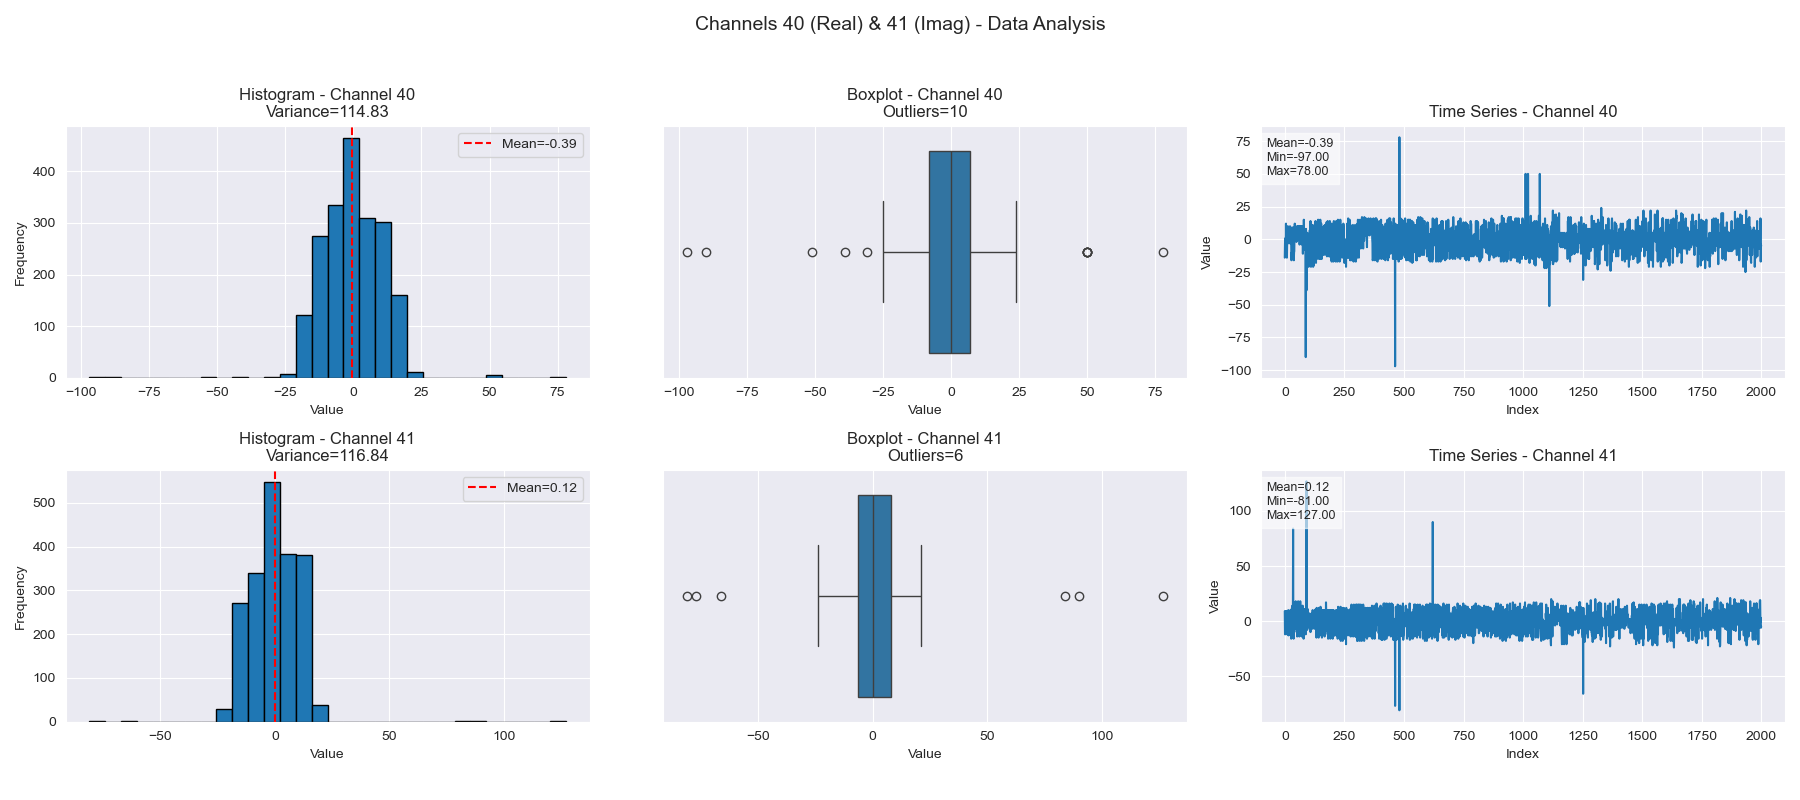 Channels 40 (Real) & 41 (Imag) - Data Analysis
Histogram - Channel 40
Variance=114.83
Mean=-0.39
Frequency
0
100
200
300
400
−100
−75
−50
−25
0
25
50
75
Value
Boxplot - Channel 40
Outliers=10
−100
−75
−50
−25
0
25
50
75
Value
Time Series - Channel 40
Mean=-0.39
Min=-97.00
Max=78.00
Value
75
50
25
0
−25
−50
−75
−100
0
250
500
750
1000
1250
1500
1750
2000
Index
Histogram - Channel 41
Variance=116.84
Mean=0.12
Frequency
0
100
200
300
400
500
−50
0
50
100
Value
Boxplot - Channel 41
Outliers=6
−50
0
50
100
Value
Time Series - Channel 41
Mean=0.12
Min=-81.00
Max=127.00
Value
100
50
0
−50
0
250
500
750
1000
1250
1500
1750
2000
Index